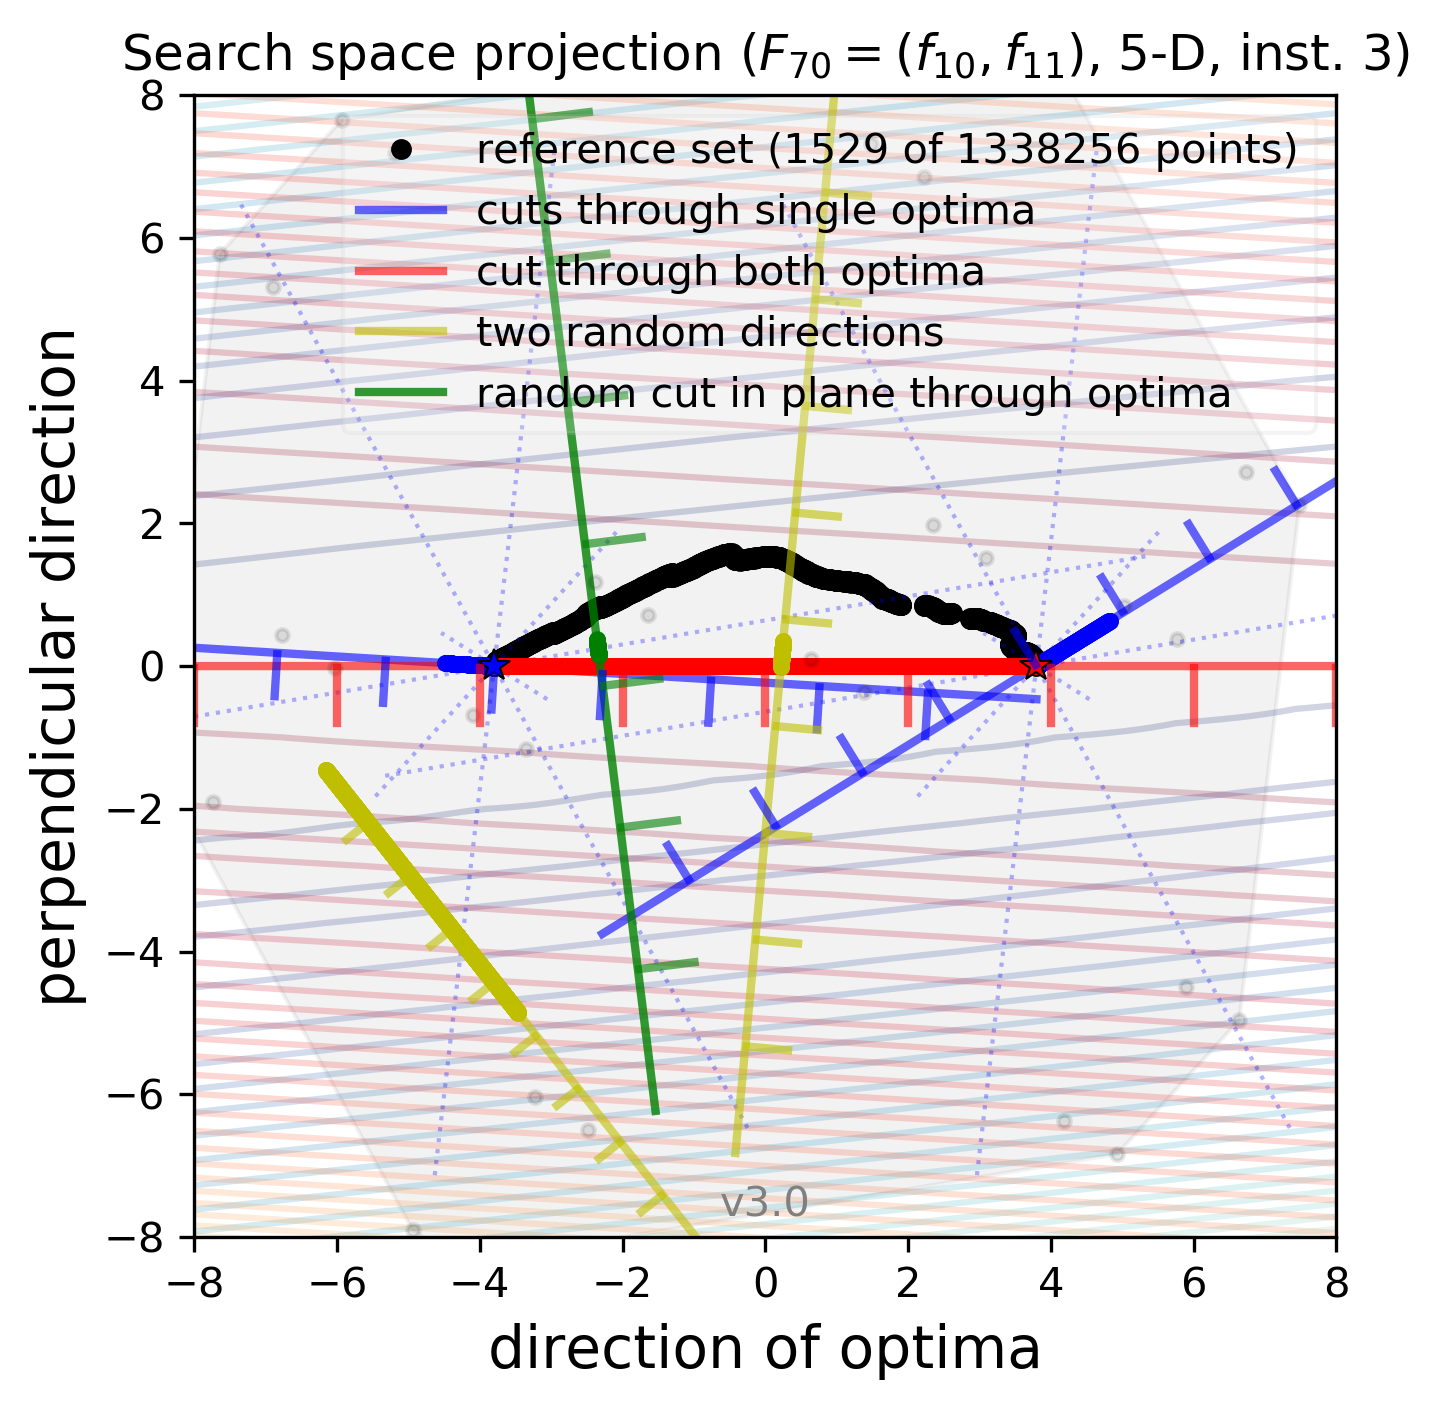 Search space projection (F70 = (f10, f11), 5-D, inst. 3)
reference set (1529 of 1338256 points)
cuts through single optima
cut through both optima
two random directions
random cut in plane through optima
perpendicular direction
8
6
4
2
0
−2
−4
−6
−8
v3.0
−8 −6 −4 −2 0 2 4 6 8
direction of optima